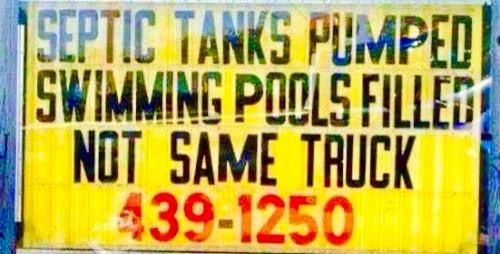 SEPTIC TANKS PUMPED
SWIMMING POOLS FILLED
NOT SAME TRUCK
439-1250